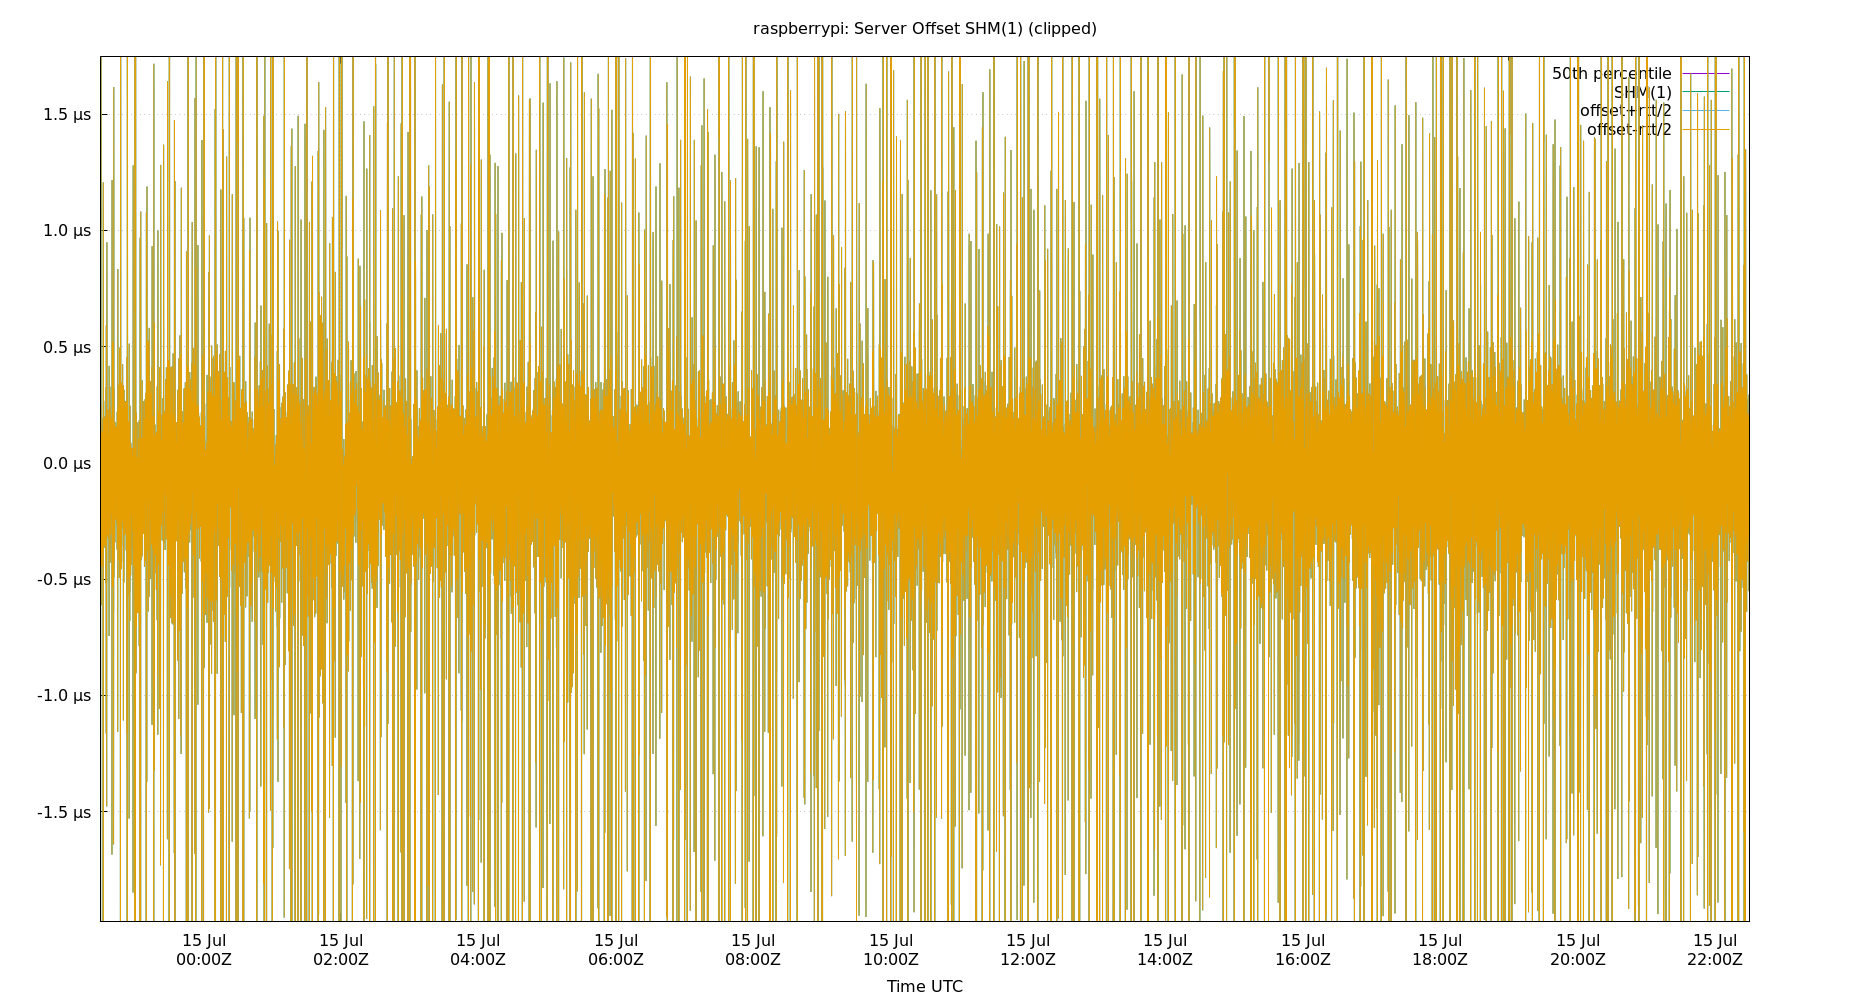 raspberrypi: Server Offset SHM(1) (clipped)
50th percentile
SHM(1)
offset+rtt/2
offset-rtt/2
1.5 µs
1.0 µs
0.5 µs
0.0 µs
-0.5 µs
-1.0 µs
-1.5 µs
15 Jul 15 Jul 15 Jul 15 Jul 15 Jul 15 Jul 15 Jul 15 Jul 15 Jul 15 Jul 15 Jul 15 Jul
00:00Z 02:00Z 04:00Z 06:00Z 08:00Z 10:00Z 12:00Z 14:00Z 16:00Z 18:00Z 20:00Z 22:00Z
Time UTC